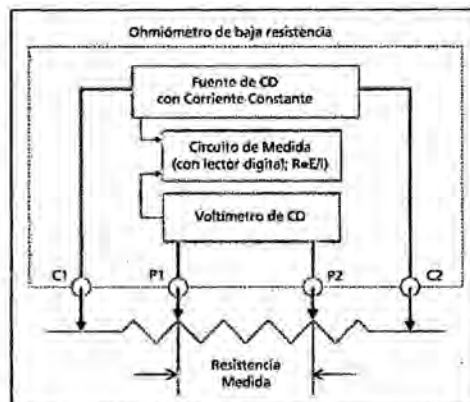 Ohmiómetro de baja resistencia
Fuente de CD
con Corriente Constante
Circuito de Medida
(con lector digital; R=E/I)
Voltímetro de CD
C1 P1 P2 C2
Resistencia
Medida